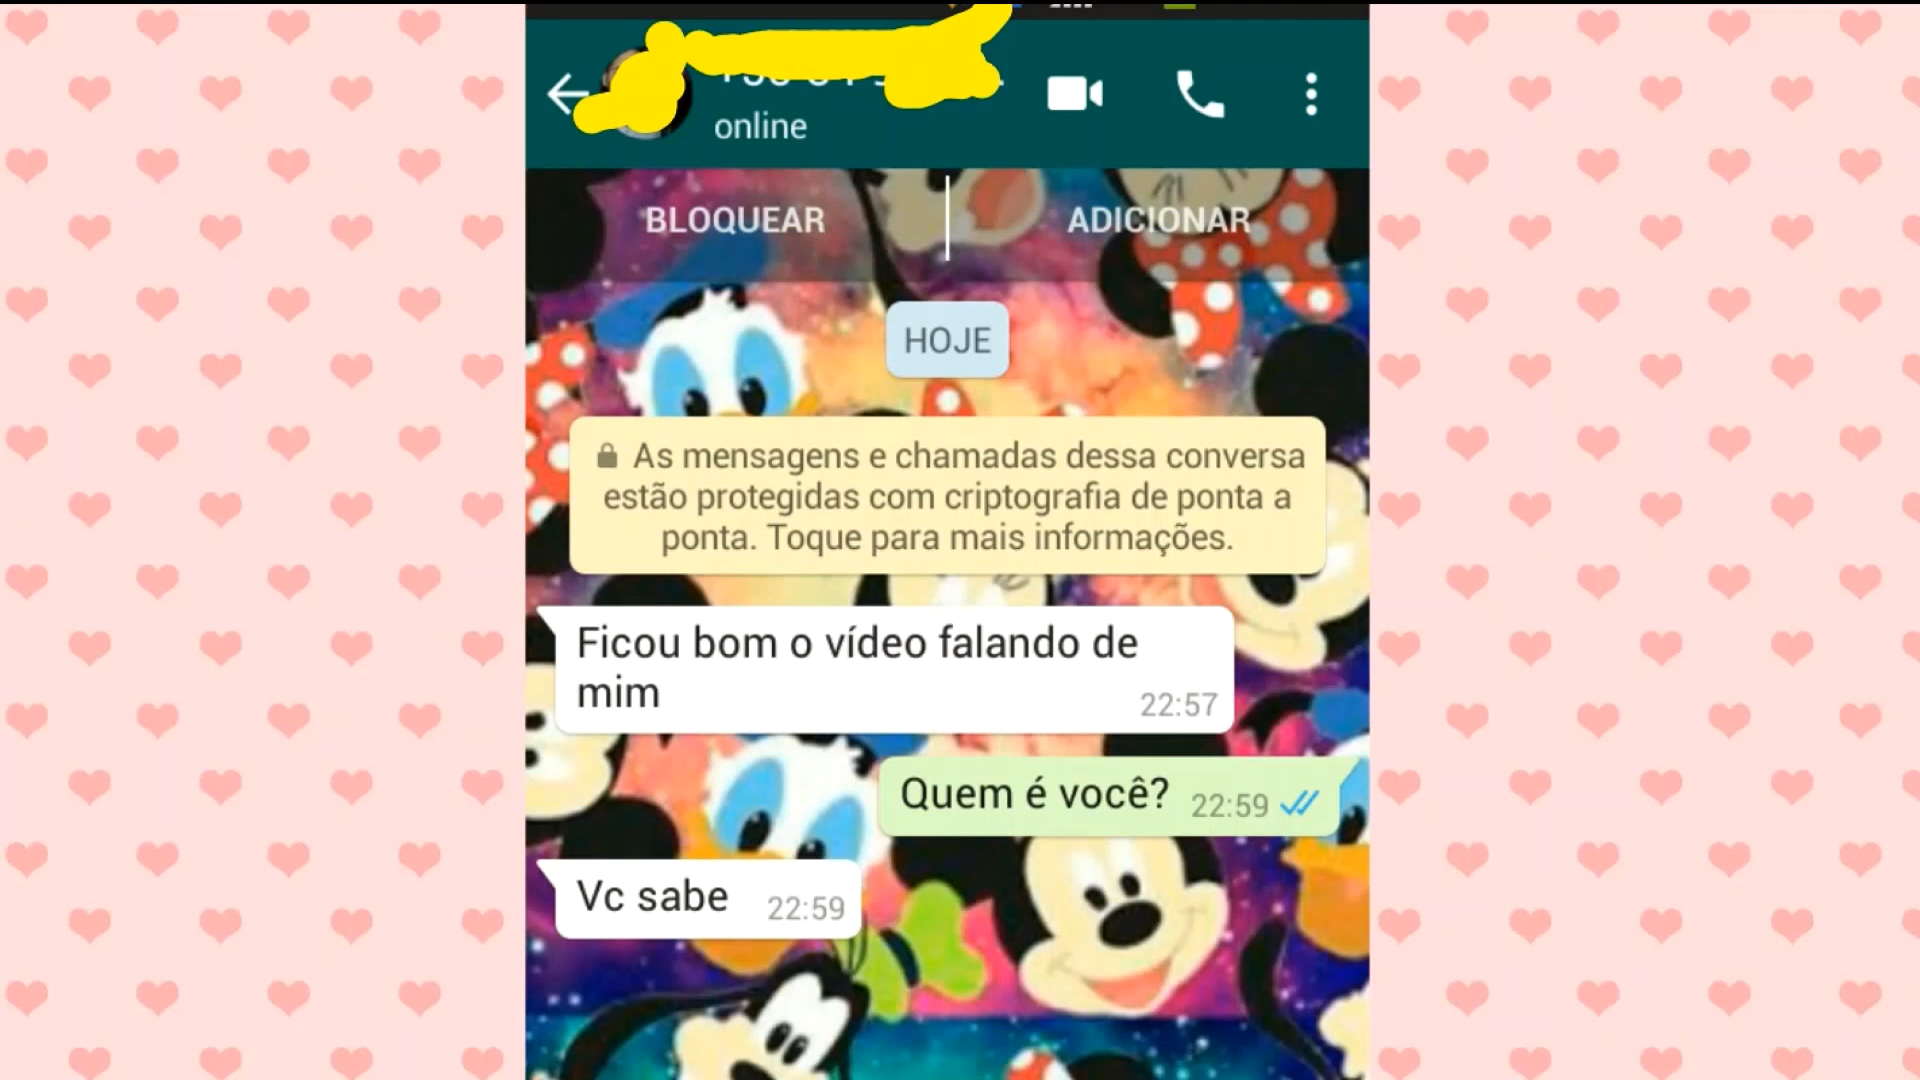 online
BLOQUEAR
ADICIONAR
HOJE
As mensagens e chamadas dessa conversa
estão protegidas com criptografia de ponta a
ponta. Toque para mais informações.
Ficou bom o vídeo falando de
mim
22:57
Quem é você? 22:59
Vc sabe 22:59